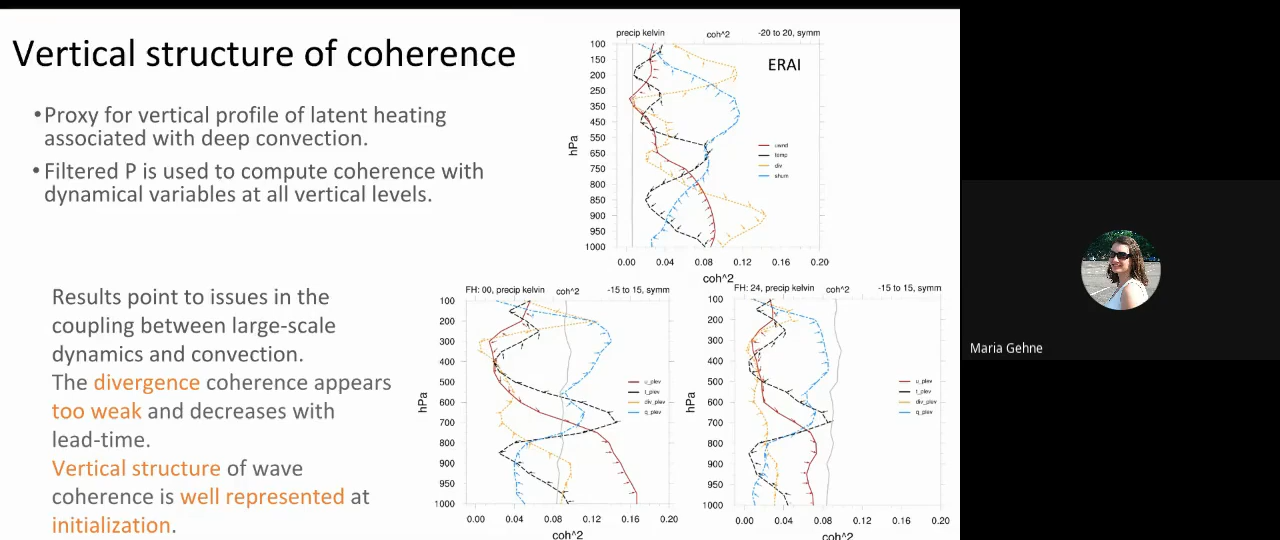 Vertical structure of coherence
•Proxy for vertical profile of latent heating
associated with deep convection.
•Filtered P is used to compute coherence with
dynamical variables at all vertical levels.
Results point to issues in the
coupling between large-scale
dynamics and convection.
The divergence coherence appears
too weak and decreases with
lead-time.
Vertical structure of wave
coherence is well represented at
initialization.
precip kelvin coh^2 -20 to 20, symm
ERAI
hPa
100
150
200
250
350
450
550
650
750
800
850
900
950
1000
uwnd
temp
div
shum
0.00 0.04 0.08 0.12 0.16 0.20
coh^2
FH: 00, precip kelvin coh^2 -15 to 15, symm
hPa
100
200
300
400
500
600
700
800
900
950
1000
u_plev
t_plev
div_plev
q_plev
0.00 0.04 0.08 0.12 0.16 0.20
coh^2
FH: 24, precip kelvin coh^2 -15 to 15, symm
hPa
100
200
300
400
500
600
700
800
900
950
1000
u_plev
t_plev
div_plev
q_plev
0.00 0.04 0.08 0.12 0.16 0.20
coh^2
Maria Gehne